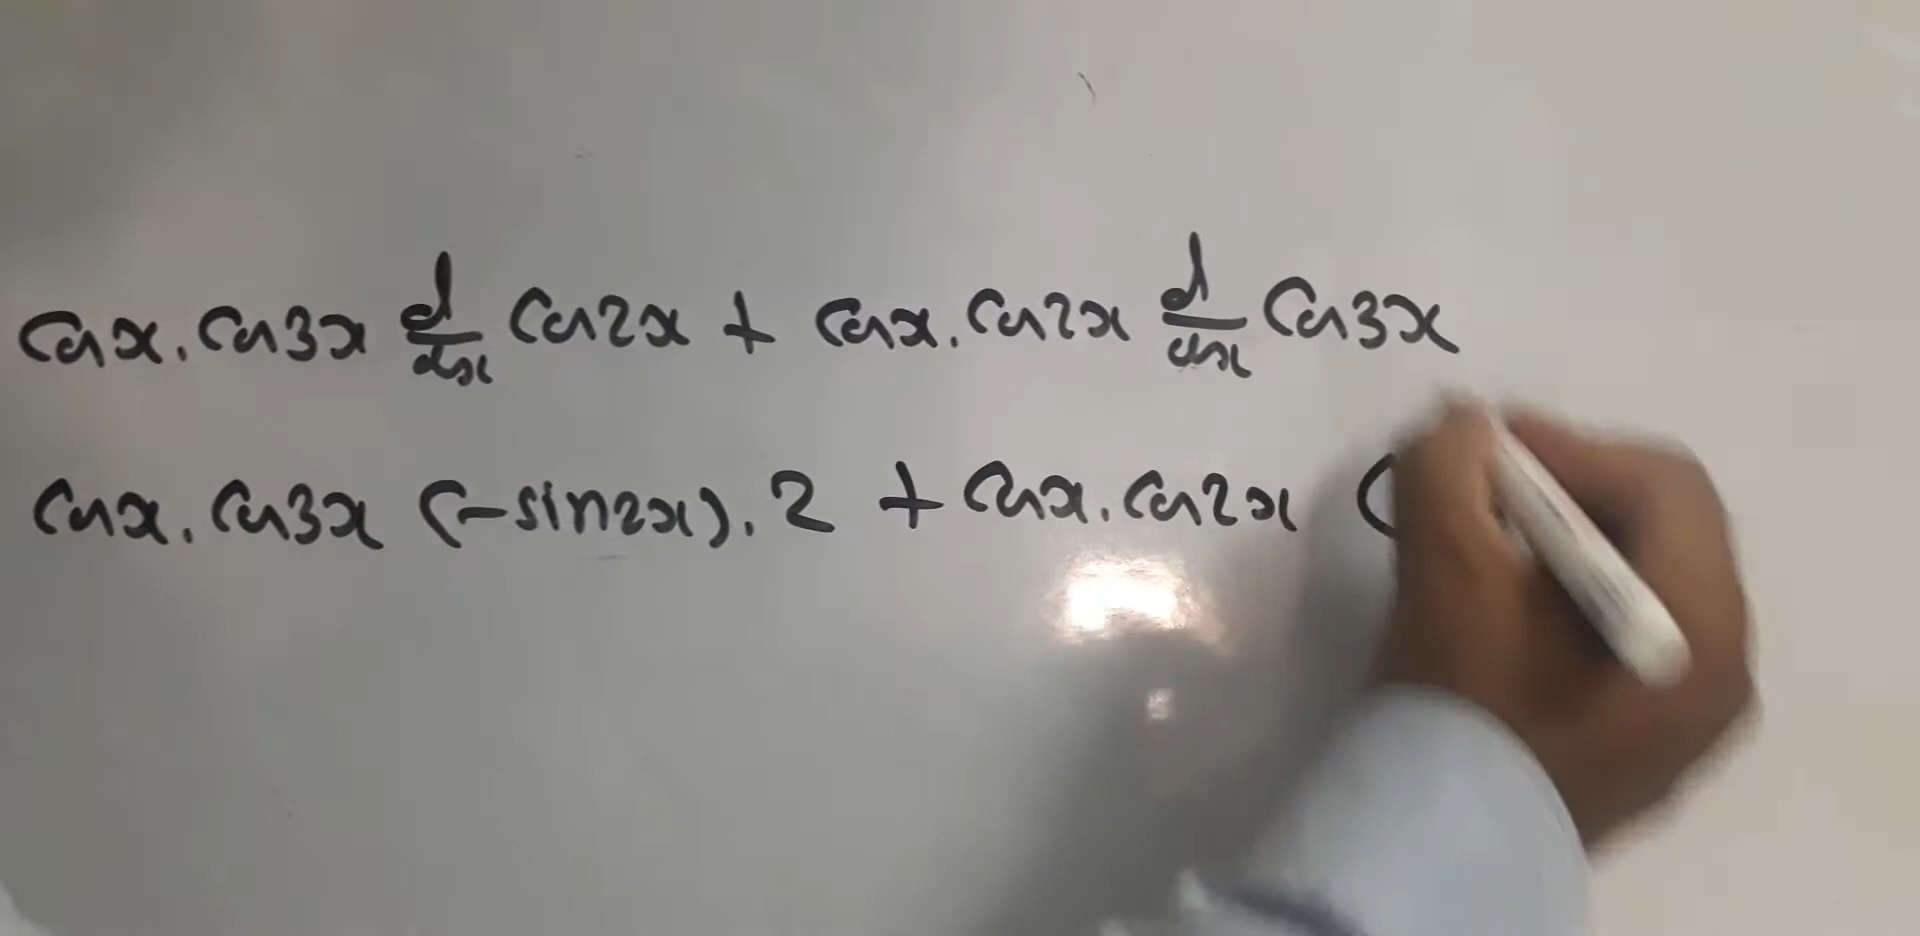 cosx.cos3x d/dx cos2x + cosx.cos2x d/dx cos3x
cosx.cos3x (-sin2x).2 + cosx.cos2x (